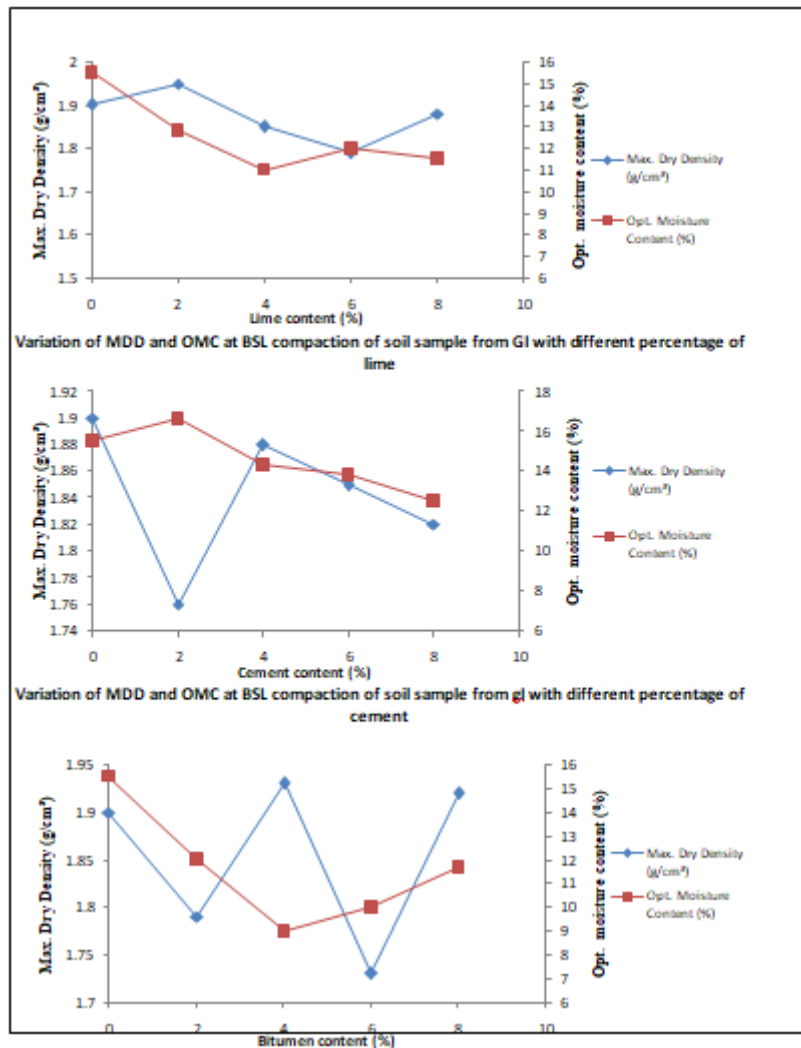 Max. Dry Density (g/cm³)
2
1.9
1.8
1.7
1.6
1.5
16
15
14
13
12
11
10
9
8
7
6
Opt. moisture content (%)
0 2 4 6 8 10
Lime content (%)
Max. Dry Density
(g/cm³)
Opt. Moisture
Content (%)
Variation of MDD and OMC at BSL compaction of soil sample from GI with different percentage of
lime
Max. Dry Density (g/cm³)
1.92
1.9
1.88
1.86
1.84
1.82
1.8
1.78
1.76
1.74
18
16
14
12
10
8
6
Opt. moisture content (%)
0 2 4 6 8 10
Cement content (%)
Max. Dry Density
(g/cm³)
Opt. Moisture
Content (%)
Variation of MDD and OMC at BSL compaction of soil sample from gI with different percentage of
cement
Max. Dry Density (g/cm³)
1.95
1.9
1.85
1.8
1.75
1.7
16
15
14
13
12
11
10
9
8
7
6
Opt. moisture content (%)
0 2 4 6 8 10
Bitumen content (%)
Max. Dry Density
(g/cm³)
Opt. Moisture
Content (%)